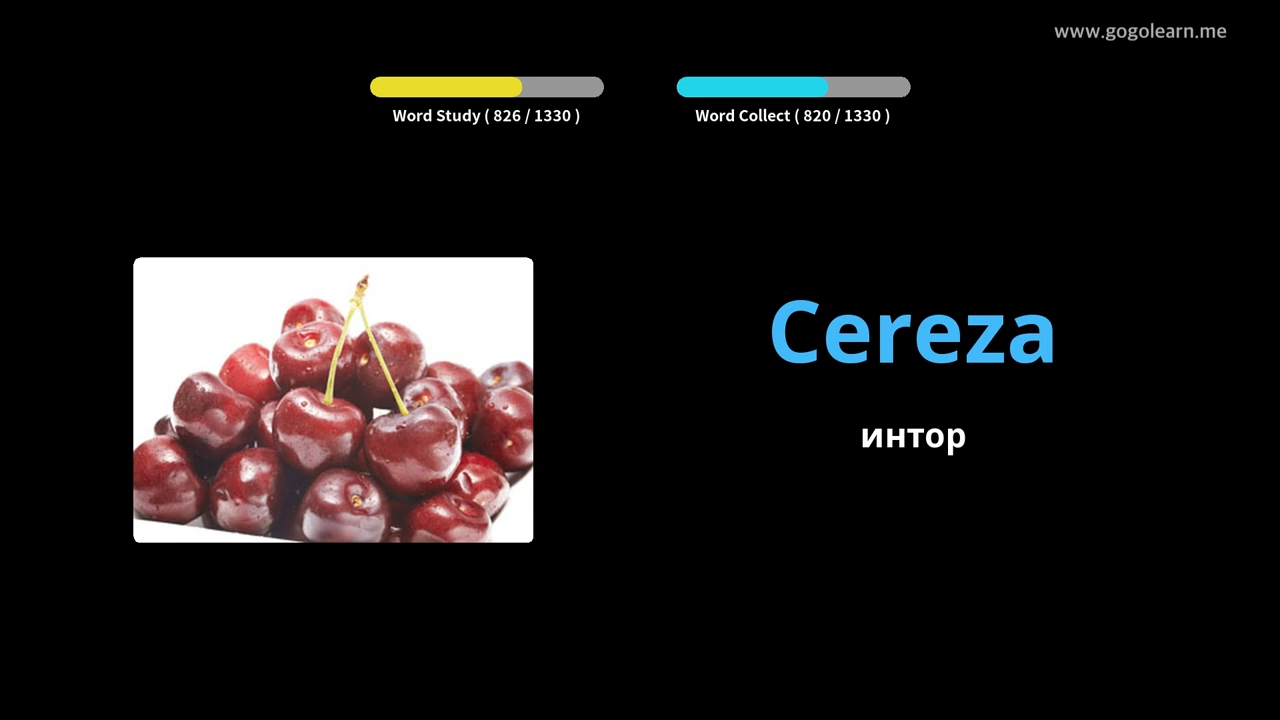 www.gogolearn.me
Word Study ( 826 / 1330 )
Word Collect ( 820 / 1330 )
Cereza
интор